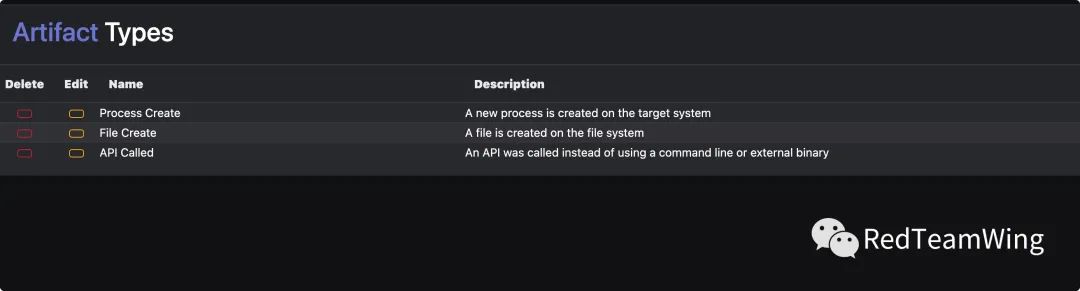 Artifact Types
Delete Edit Name Description
Process Create A new process is created on the target system
File Create A file is created on the file system
API Called An API was called instead of using a command line or external binary
RedTeamWing